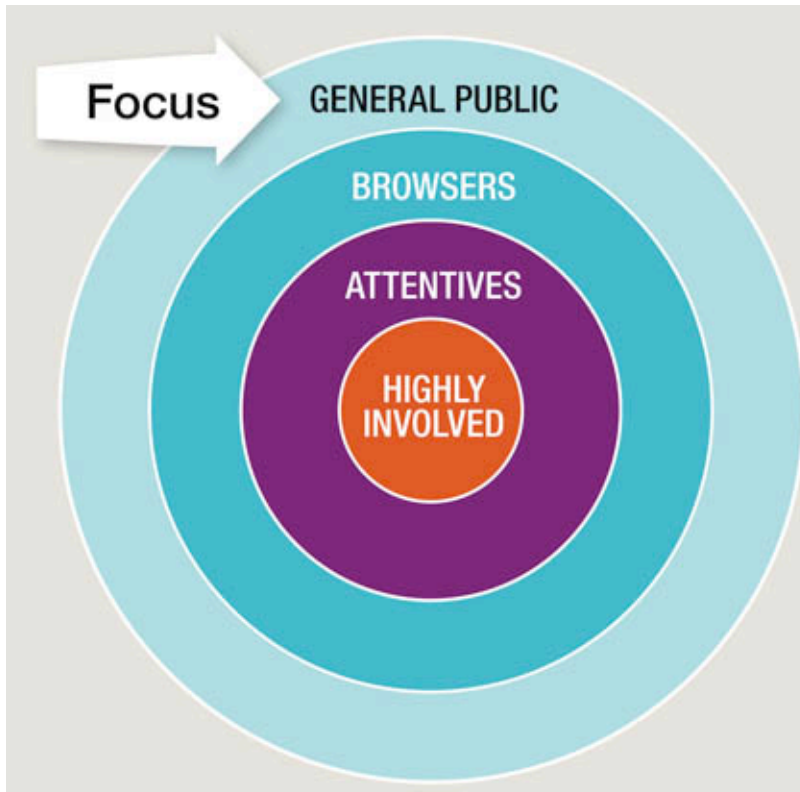 Focus
GENERAL PUBLIC
BROWSERS
ATTENTIVES
HIGHLY
INVOLVED